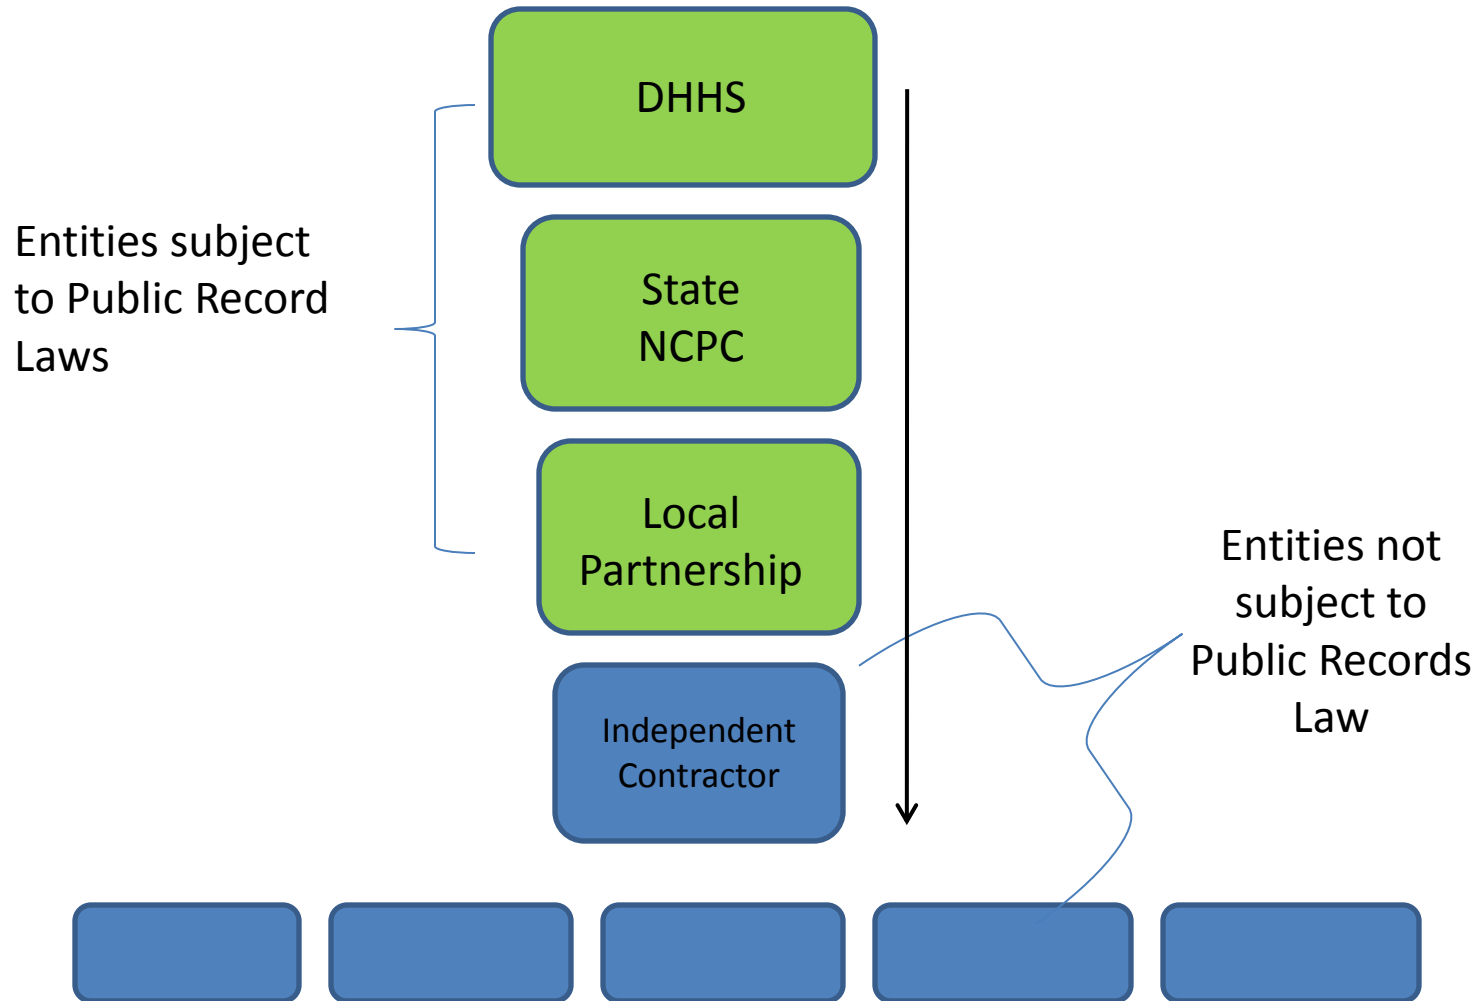 DHHS
Entities subject
to Public Record
Laws
State
NCPC
Local
Partnership
Entities not
subject to
Public Records
Law
Independent
Contractor